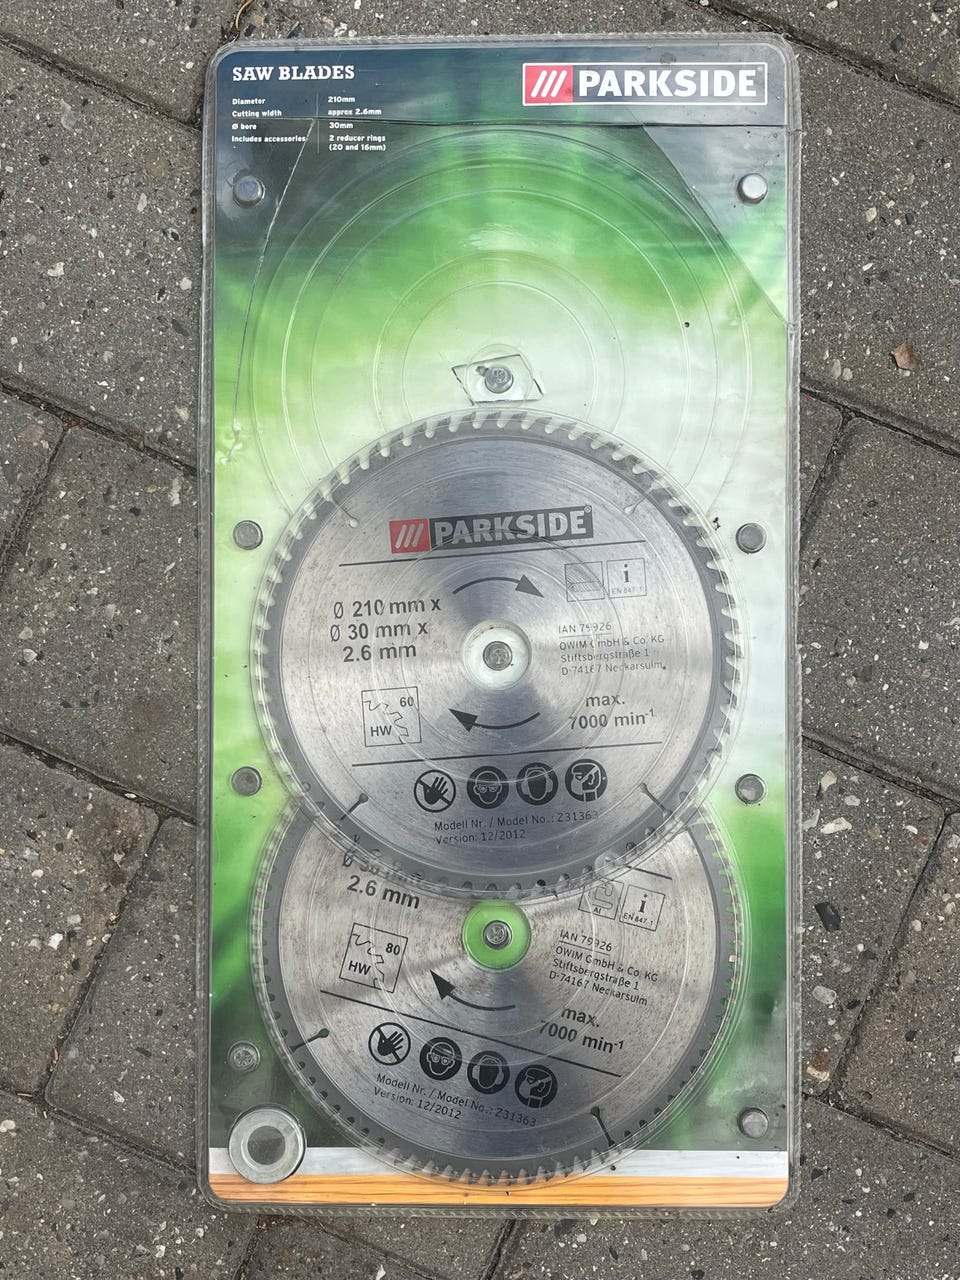 SAW BLADES
PARKSIDE
Diameter 210mm
Cutting width approx 2.6mm
Ø bore 30mm
Includes accessories 2 reducer rings
(20 and 16mm)
PARKSIDE®
Ø 210 mm x
Ø 30 mm x
2.6 mm
i
EN 847-1
IAN 79926
OWIM GmbH & Co. KG
Stiftsbergstraße 1
D-74167 Neckarsulm
60
HW
max.
7000 min-1
Modell Nr. / Model No.: Z31363
Version: 12/2012
2.6 mm
Al
i
EN 847-1
80
HW
IAN 79926
OWIM GmbH & Co. KG
Stiftsbergstraße 1
D-74167 Neckarsulm
max.
7000 min-1
Modell Nr. / Model No.: Z31363
Version: 12/2012